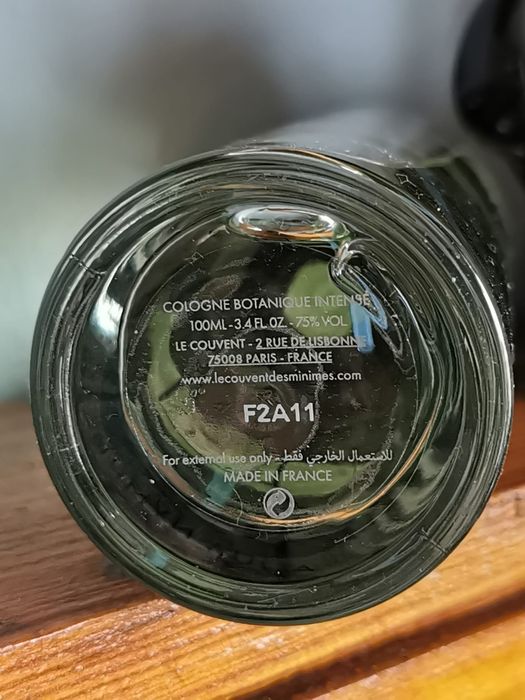 COLOGNE BOTANIQUE INTENSE
100ML - 3.4 FL.OZ. - 75% VOL
LE COUVENT - 2 RUE DE LISBONNE
75008 PARIS - FRANCE
www.lecouventdesminimes.com
F2A11
For external use only - للاستعمال الخارجي فقط
MADE IN FRANCE